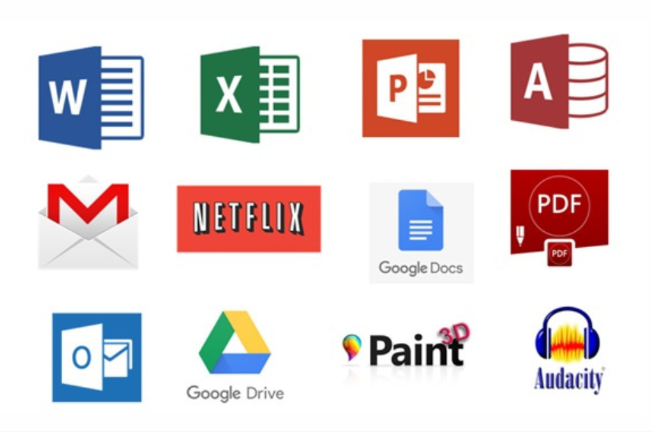 W
X
P
A
M
NETFLIX
Google Docs
PDF
PDF
O
Google Drive
Paint 3D
Audacity